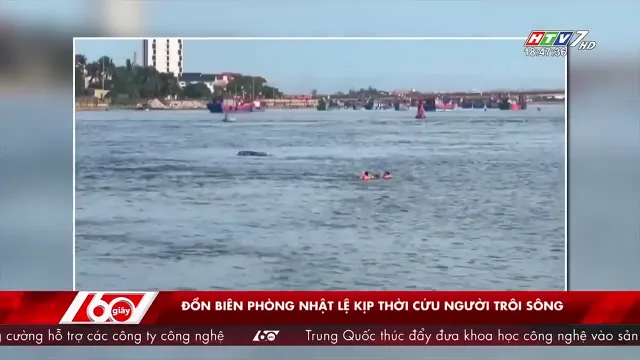 HTV7 HD
18:47:36
60 giây
ĐỒN BIÊN PHÒNG NHẬT LỆ KỊP THỜI CỨU NGƯỜI TRÔI SÔNG
g cường hỗ trợ các công ty công nghệ 60 Trung Quốc thúc đẩy đưa khoa học công nghệ vào sản